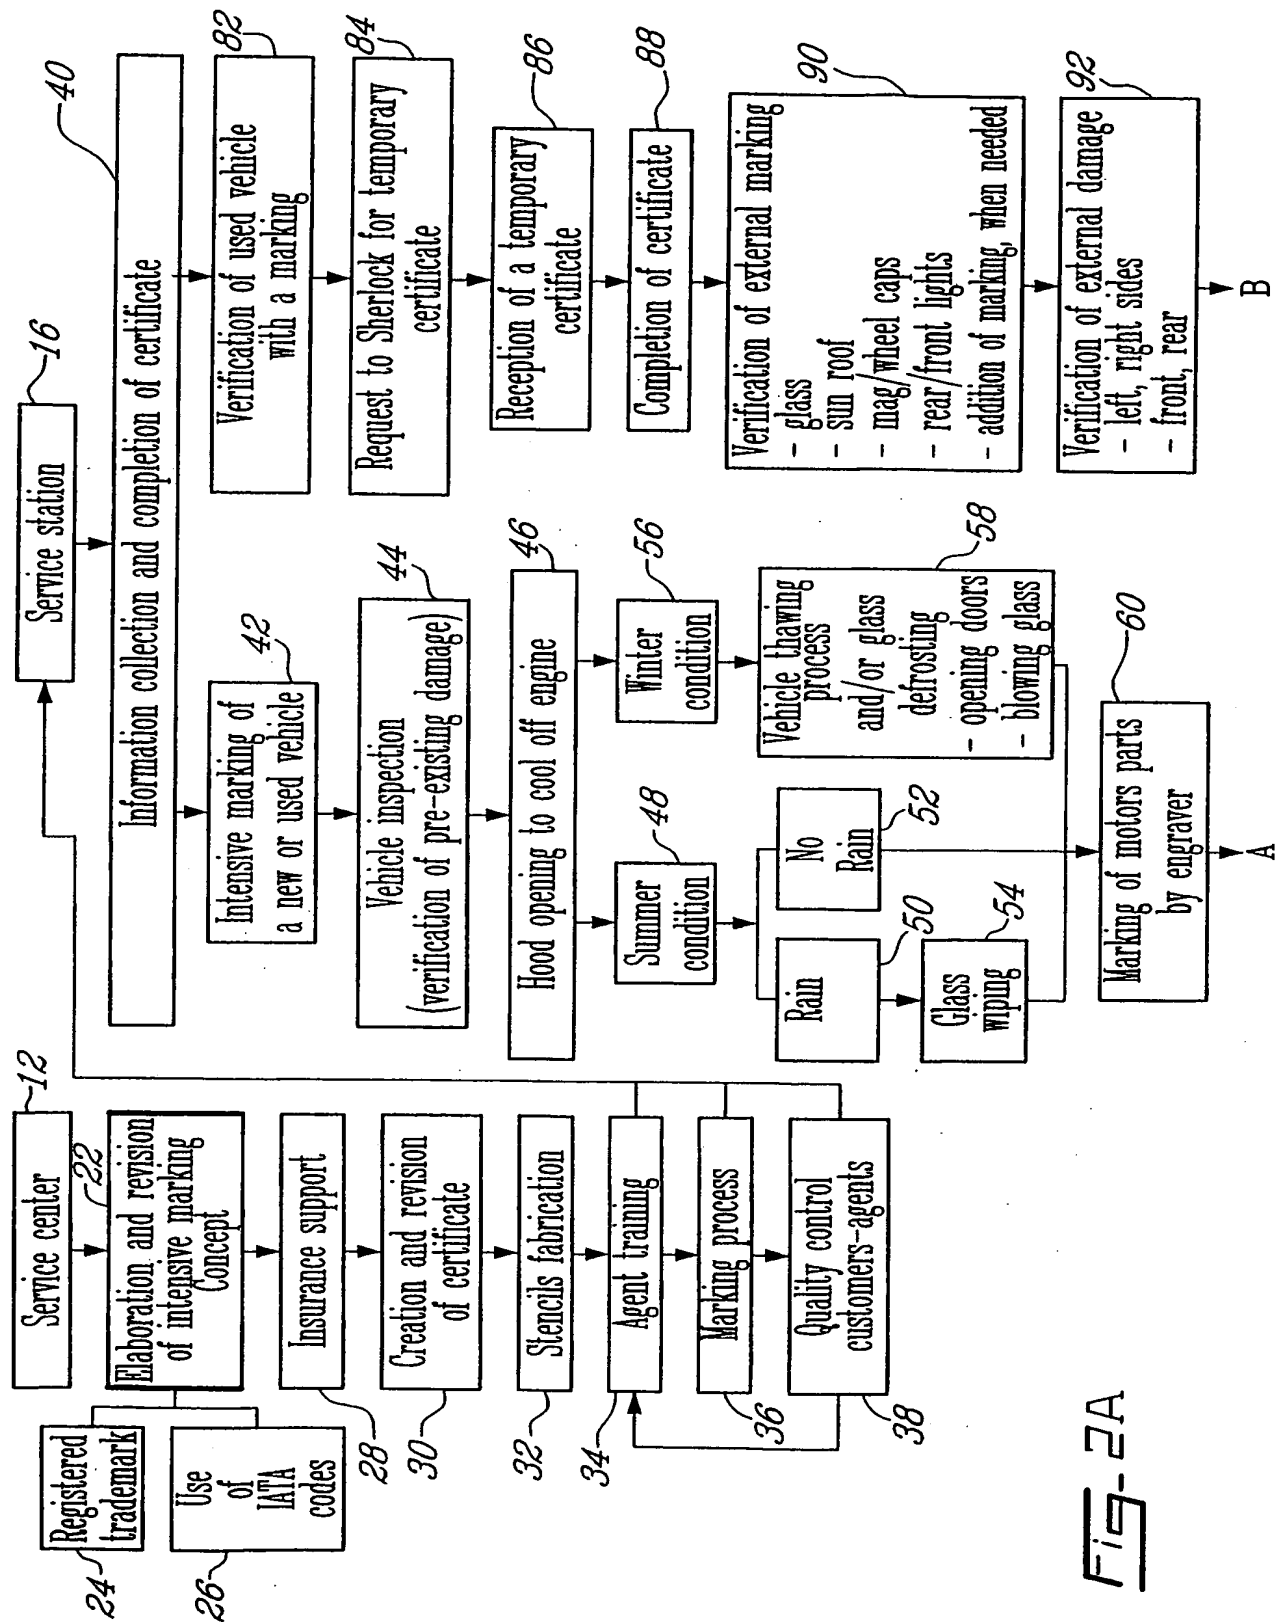 Service center
12
Elaboration and revision
of intensive marking
Concept
22
Registered
trademark
24
Use
of
IATA
codes
26
Insurance support
28
Creation and revision
of certificate
30
Stencils fabrication
32
Agent training
34
Marking process
36
Quality control
customers-agents
38
Service station
16
Information collection and completion of certificate
40
Intensive marking of
a new or used vehicle
42
Vehicle inspection
(verification of pre-existing damage)
44
Hood opening to cool off engine
46
Summer
condition
48
Winter
condition
56
Rain
50
No
Rain
52
Glass
wiping
54
Vehicle thawing
process
and/or glass
defrosting
- opening doors
- blowing glass
58
Marking of motors parts
by engraver
60
A
Verification of used vehicle
with a marking
82
Request to Sherlock for temporary
certificate
84
Reception of a temporary
certificate
86
Completion of certificate
88
Verification of external marking
- glass
- sun roof
- mag/wheel caps
- rear/front lights
- addition of marking, when needed
90
Verification of external damage
- left, right sides
- front, rear
92
B
Fig-2A